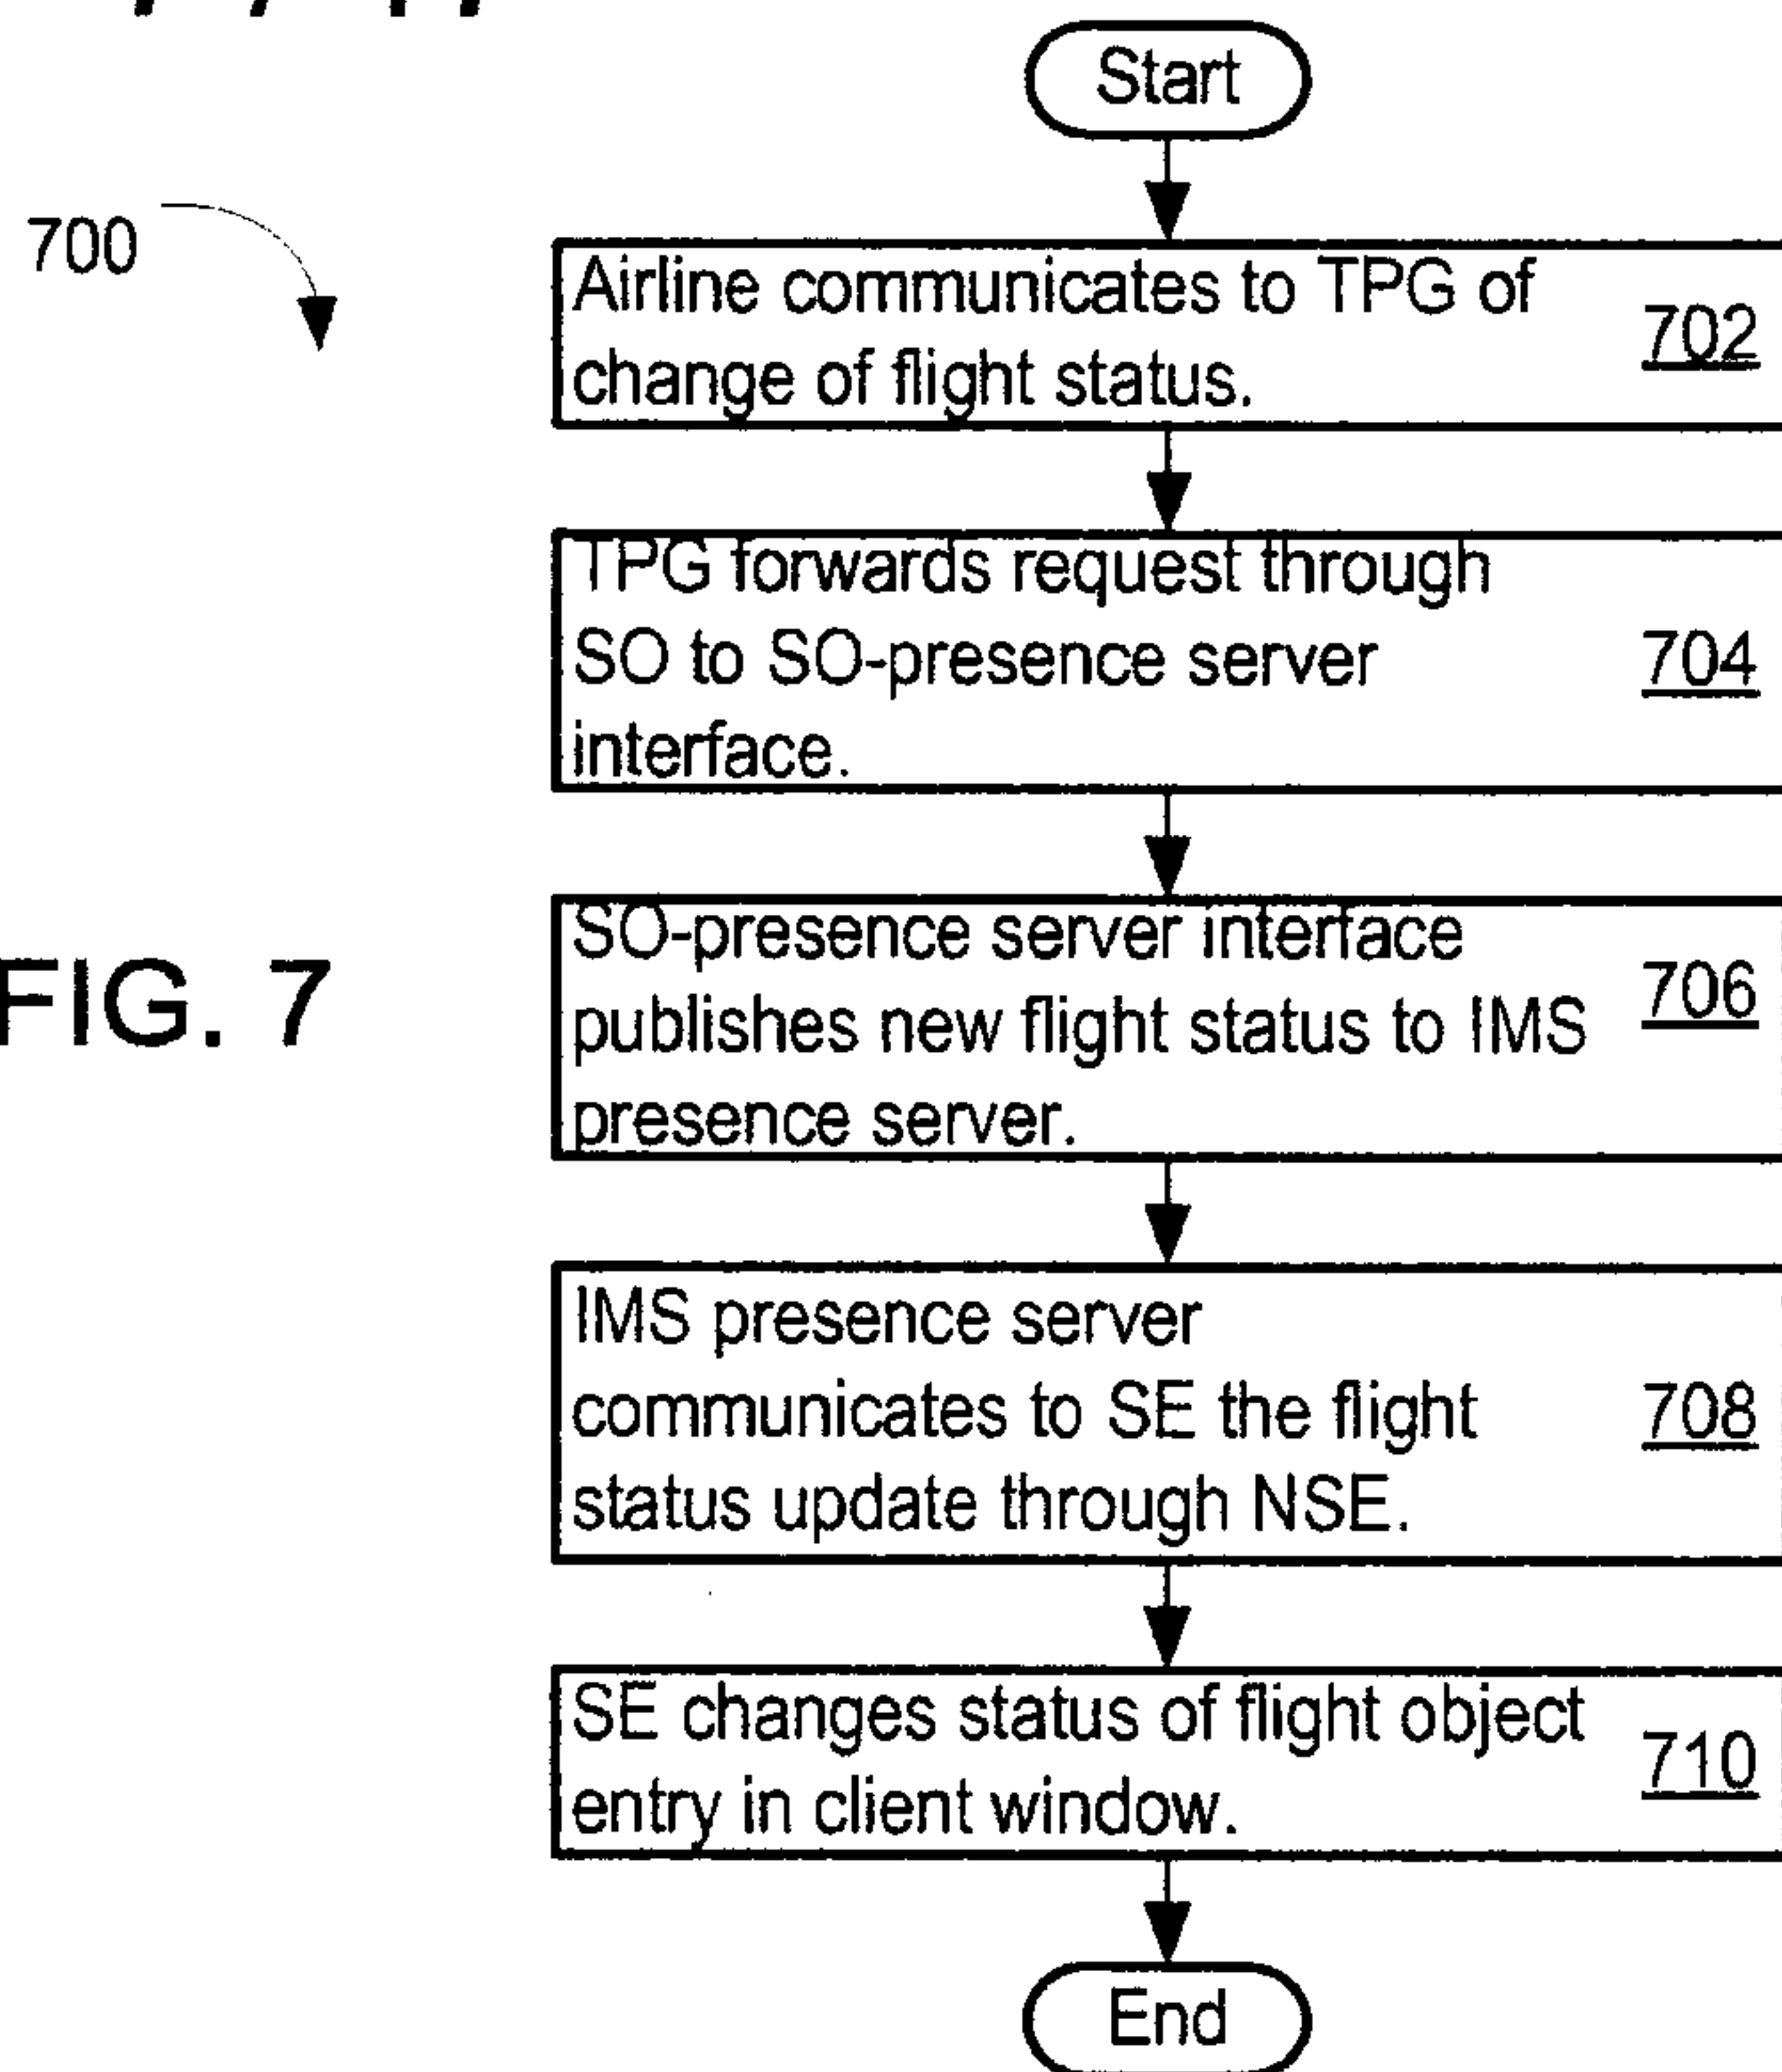 Start
700
Airline communicates to TPG of
change of flight status.
702
TPG forwards request through
SO to SO-presence server
interface.
704
SO-presence server interface
publishes new flight status to IMS
presence server.
706
FIG. 7
IMS presence server
communicates to SE the flight
status update through NSE.
708
SE changes status of flight object
entry in client window.
710
End